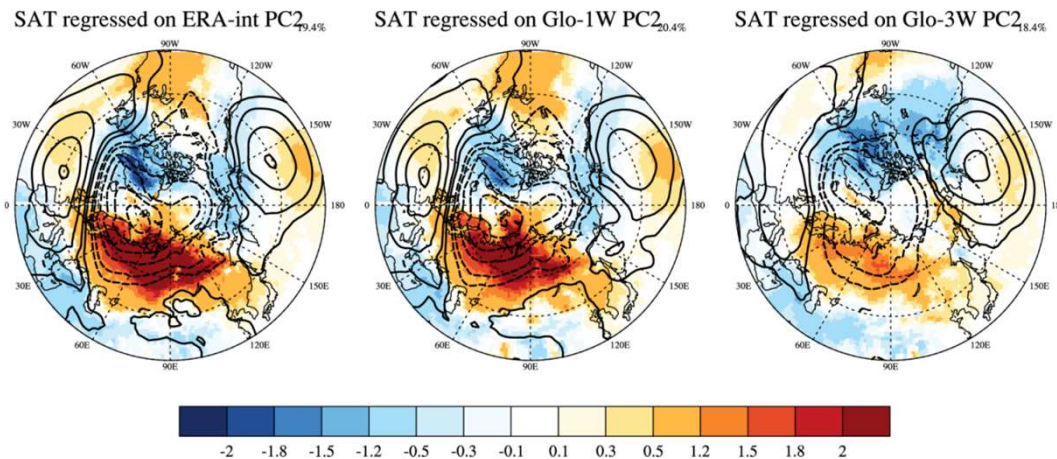 SAT regressed on ERA-int PC2 19.4%
SAT regressed on Glo-1W PC2 20.4%
SAT regressed on Glo-3W PC2 18.4%
90W
60W
120W
30W
150W
0
180
30E
150E
60E
120E
90E
90W
60W
120W
30W
150W
0
180
30E
150E
60E
120E
90E
90W
60W
120W
30W
150W
0
18
30E
150E
60E
120E
90E
-2 -1.8 -1.5 -1.2 -0.5 -0.3 -0.1 0.1 0.3 0.5 1.2 1.5 1.8 2